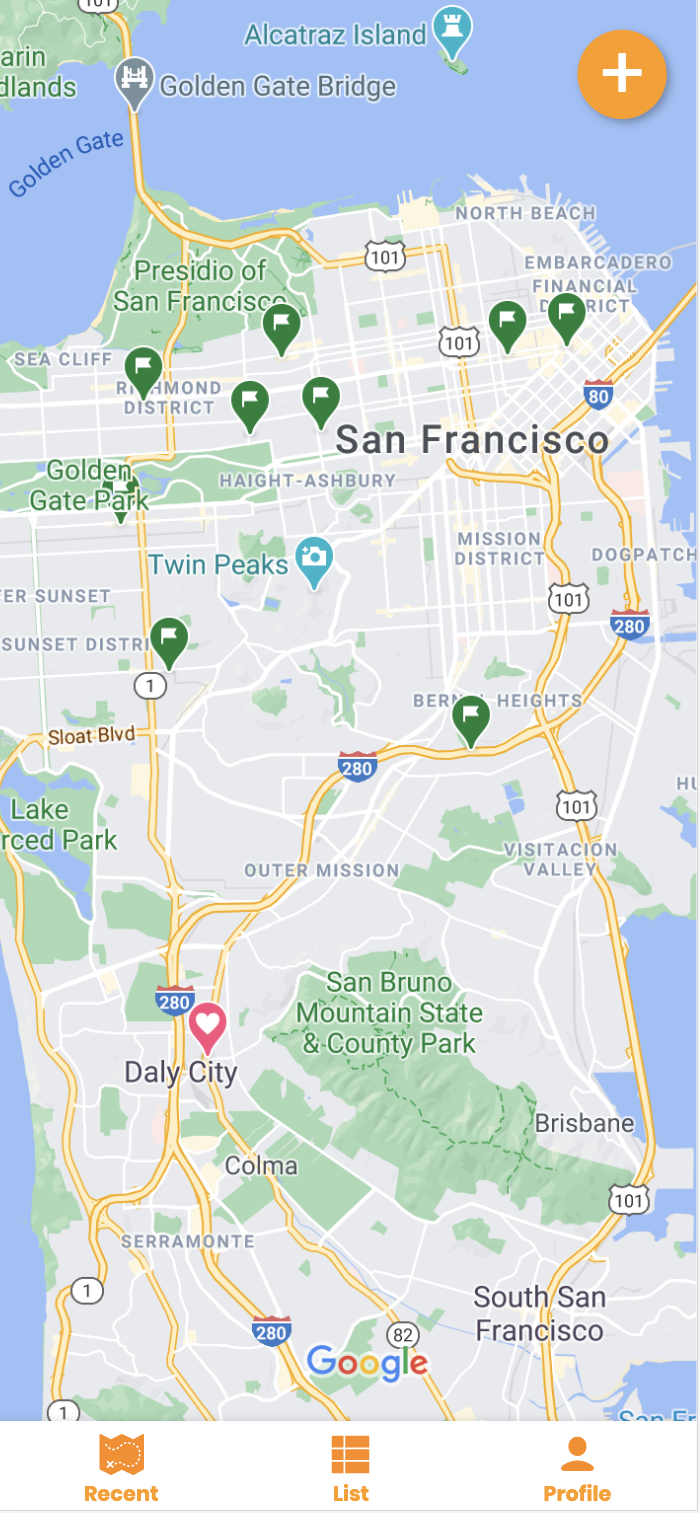 101
Alcatraz Island
arin
dlands
Golden Gate Bridge
Golden Gate
NORTH BEACH
101
EMBARCADERO
Presidio of
San Francisco
FINANCIAL
DISTRICT
101
SEA CLIFF
RICHMOND
DISTRICT
80
San Francisco
Golden
Gate Park
HAIGHT-ASHBURY
MISSION
DISTRICT
DOGPATCH
Twin Peaks
ER SUNSET
101
280
SUNSET DISTRI
1
BERNAL HEIGHTS
Sloat Blvd
280
HU
101
Lake
rced Park
VISITACION
VALLEY
OUTER MISSION
San Bruno
Mountain State
& County Park
280
Daly City
Brisbane
Colma
101
SERRAMONTE
1
South San
Francisco
280
82
Google
1
San Fr
Recent
List
Profile